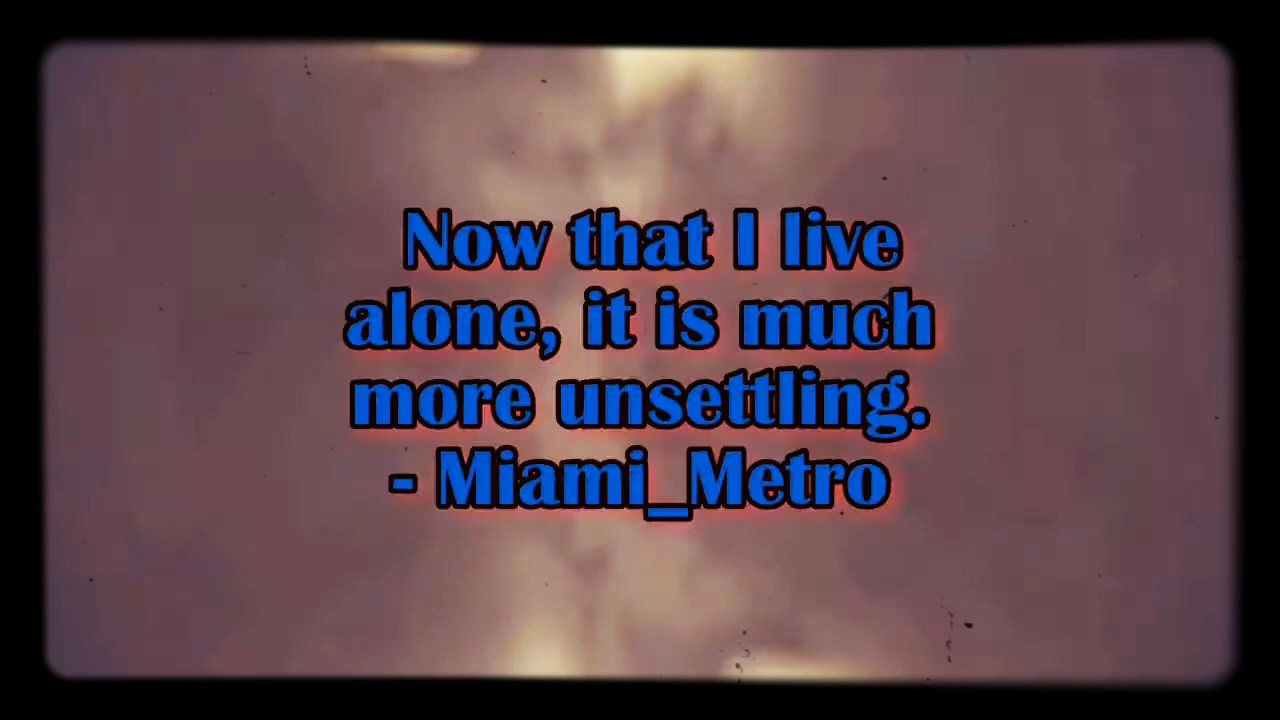 Now that I live
alone, it is much
more unsettling.
- Miami_Metro